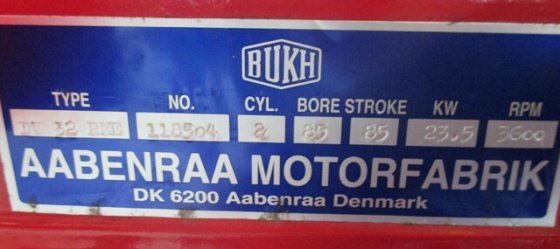 BUKH
TYPE NO. CYL. BORE STROKE KW RPM
DV 32 RME 118504 2 85 85 23.5 3600
AABENRAA MOTORFABRIK
DK 6200 Aabenraa Denmark